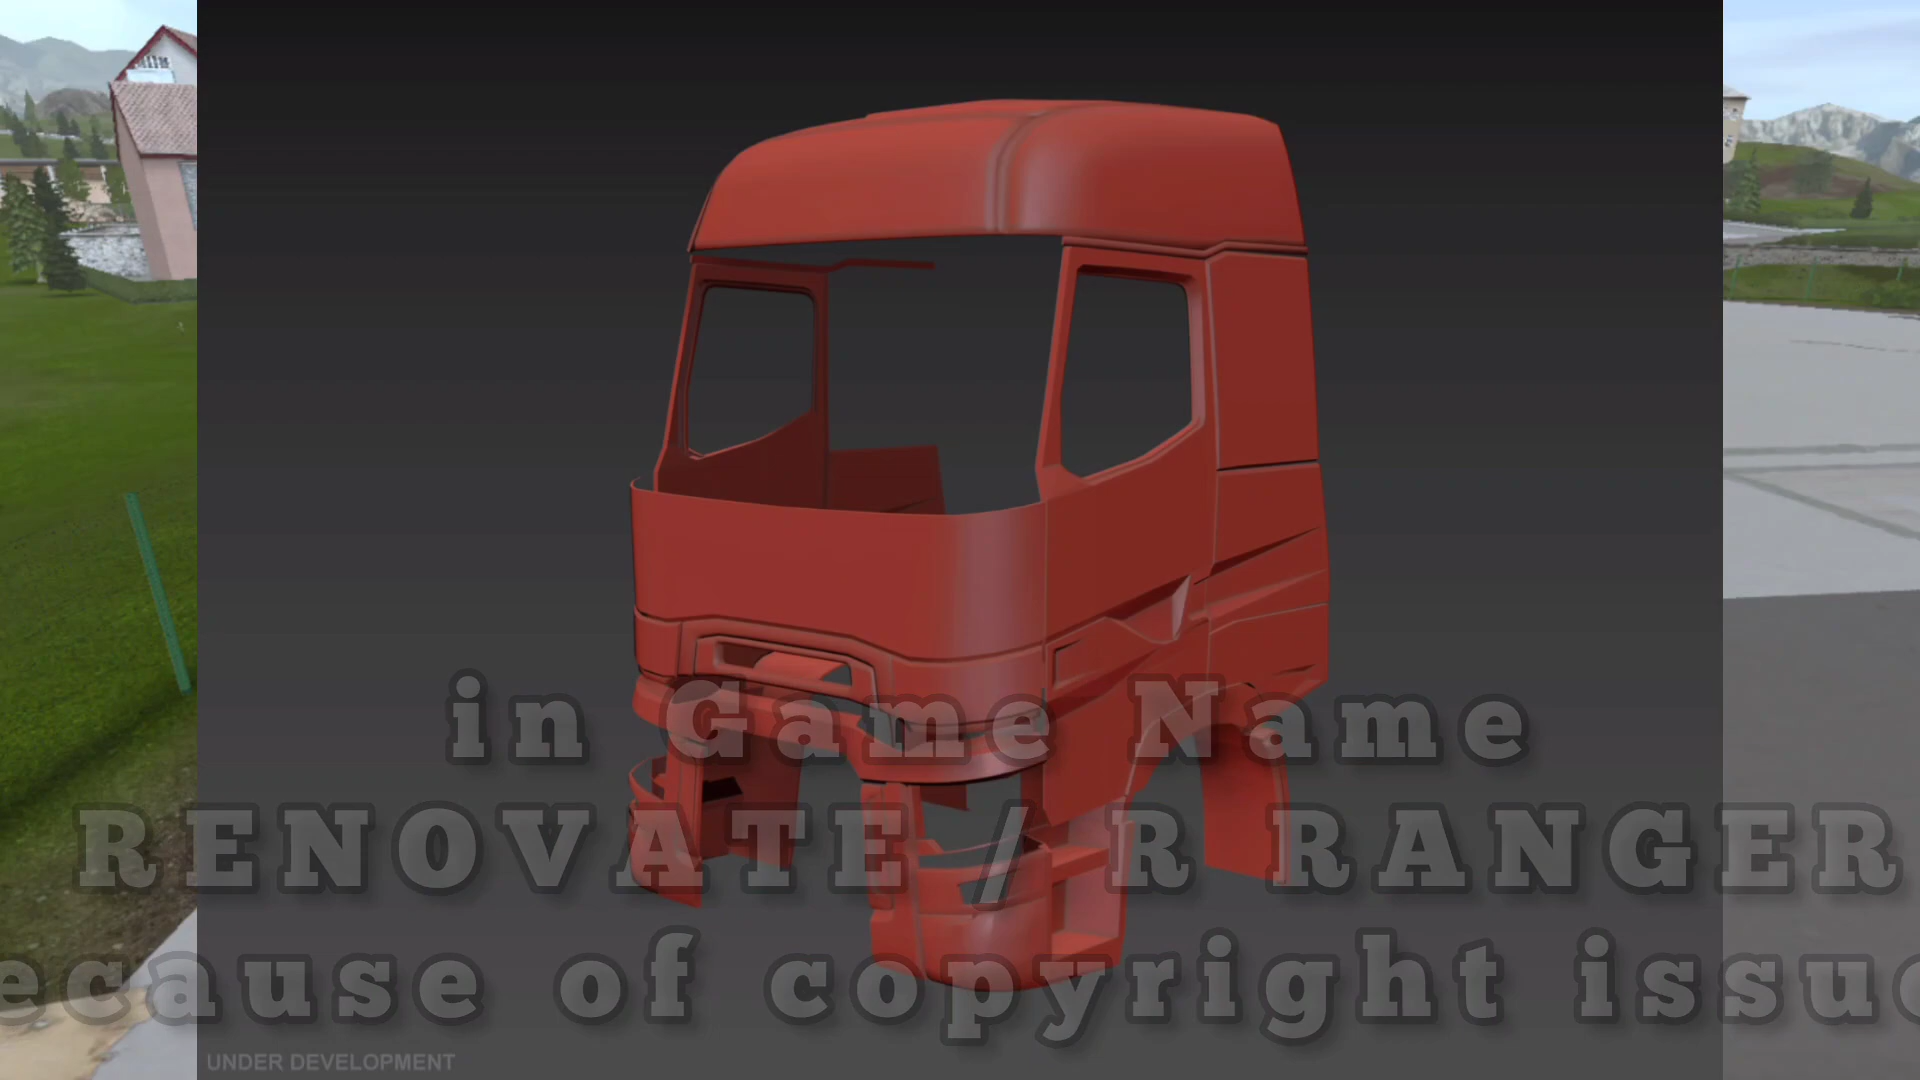 in Game Name
RENOVATE / R RANGER
ecause of copyright issu
UNDER DEVELOPMENT